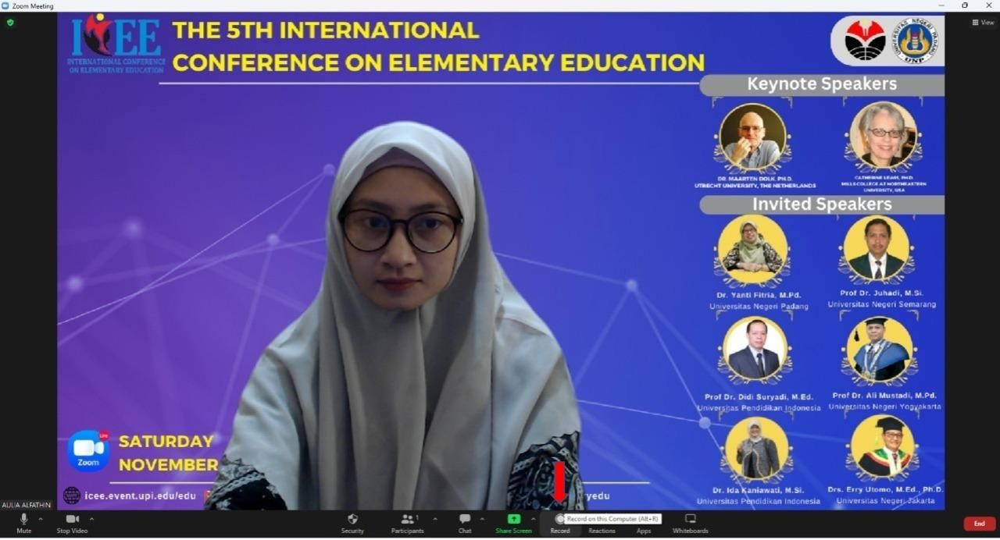 Zoom Meeting
View
ICEE
INTERNATIONAL CONFERENCE
ON ELEMENTARY EDUCATION
THE 5TH INTERNATIONAL
CONFERENCE ON ELEMENTARY EDUCATION
UNIVERSITAS NEGERI PADANG
UNP
Keynote Speakers
DR. MAARTEN DOLK, PH.D.
UTRECHT UNIVERSITY, THE NETHERLANDS
CATHERINE LEWIS, PH.D.
MILLS COLLEGE AT NORTHEASTERN
UNIVERSITY, USA
Invited Speakers
Dr. Yanti Fitria, M.Pd.
Universitas Negeri Padang
Prof Dr. Juhadi, M.Si.
Universitas Negeri Semarang
Prof Dr. Didi Suryadi, M.Ed.
Universitas Pendidikan Indonesia
Prof Dr. Ali Mustadi, M.Pd.
Universitas Negeri Yogyakarta
Dr. Ida Kaniawati, M.Si.
Universitas Pendidikan Indonesia
Drs. Erry Utomo, M.Ed., Ph.D.
Universitas Negeri Jakarta
Live
Zoom
SATURDAY
NOVEMBER
icee.event.upi.edu/edu
ryedu
AULIA ALFATHIN
Record on this Computer (Alt+R)
Mute
Stop Video
Security
1
Participants
Chat
Share Screen
Record
Reactions
Apps
Whiteboards
End